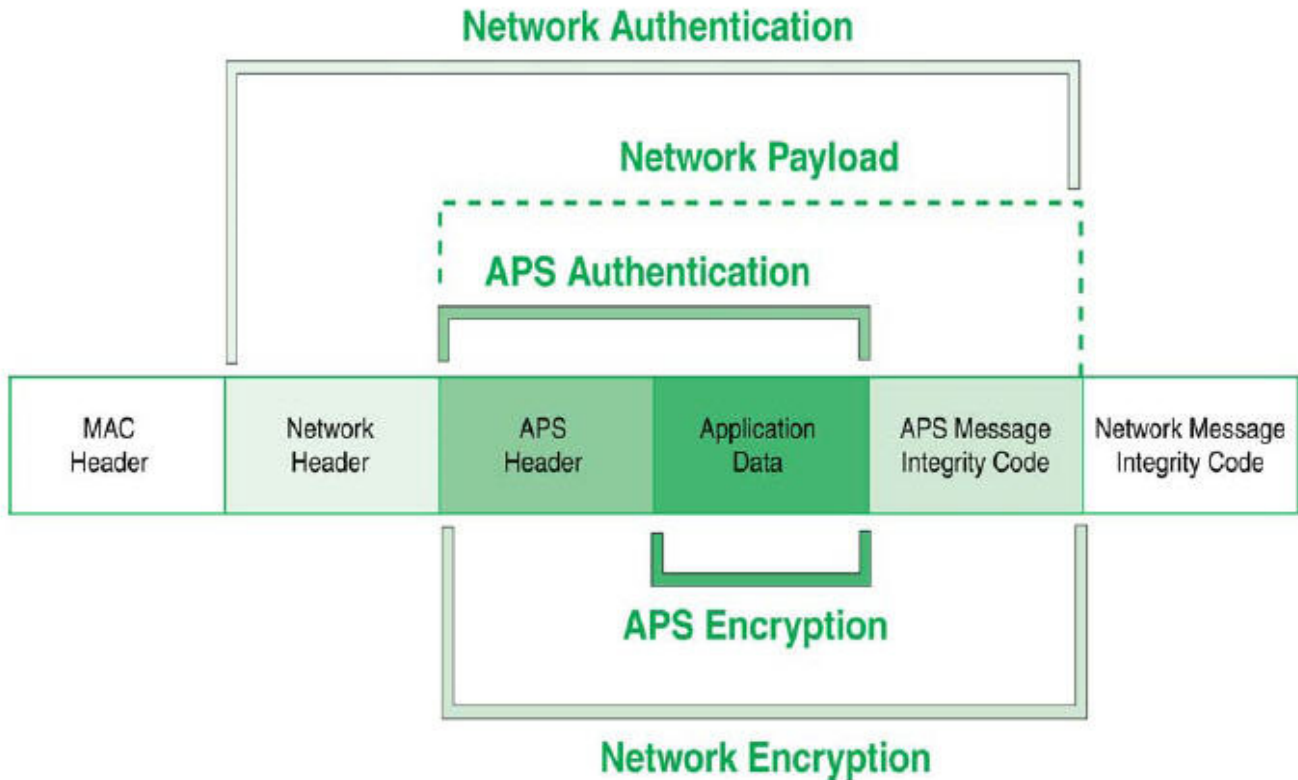 Network Authentication
Network Payload
APS Authentication
MAC
Header
Network
Header
APS
Header
Application
Data
APS Message
Integrity Code
Network Message
Integrity Code
APS Encryption
Network Encryption